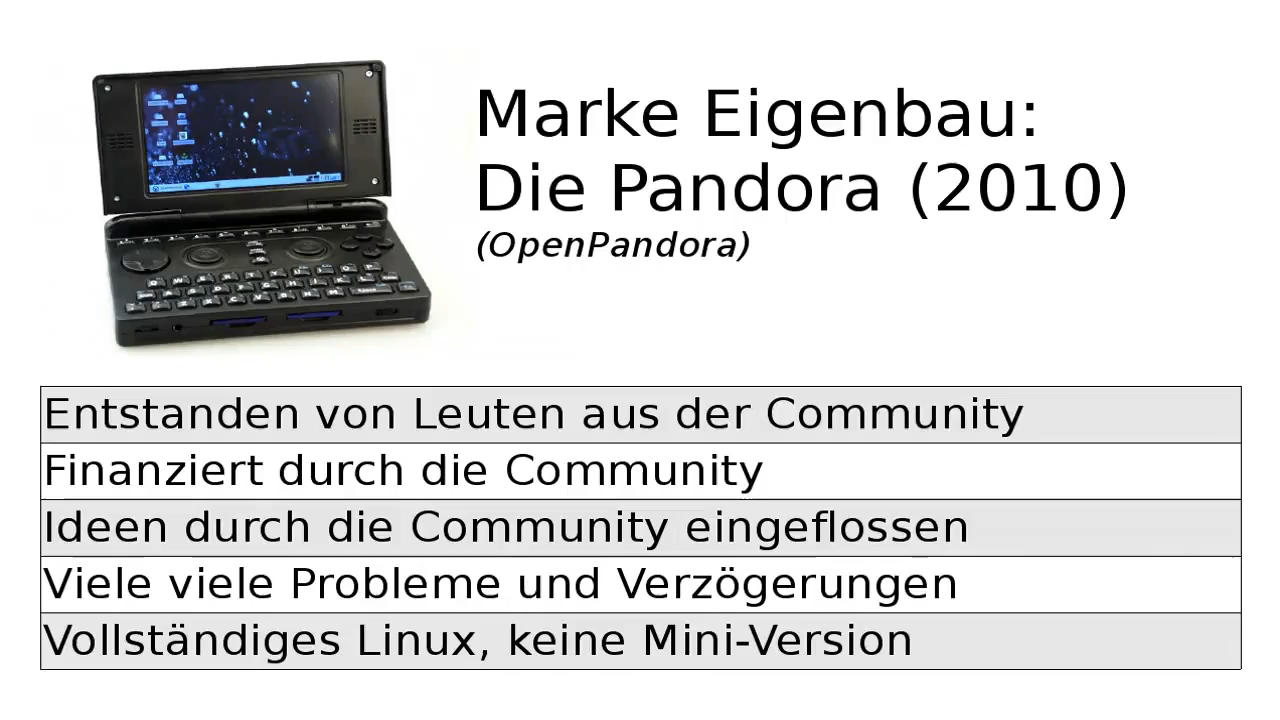 Marke Eigenbau:
Die Pandora (2010)
(OpenPandora)
Entstanden von Leuten aus der Community
Finanziert durch die Community
Ideen durch die Community eingeflossen
Viele viele Probleme und Verzögerungen
Vollständiges Linux, keine Mini-Version